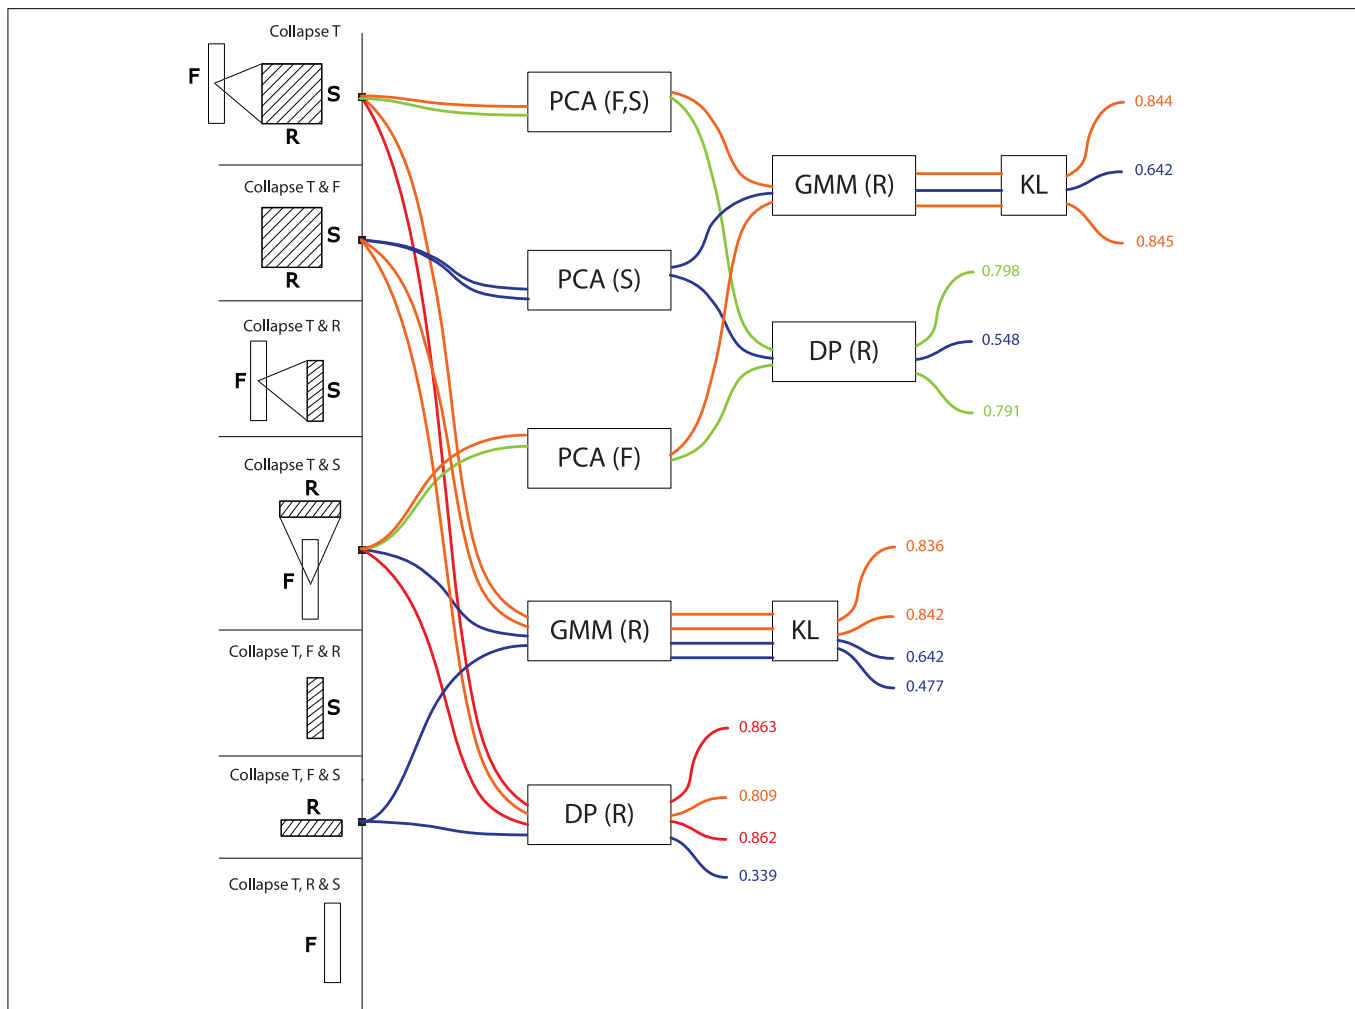 Collapse T
F
S
R
Collapse T & F
S
R
Collapse T & R
F
S
Collapse T & S
R
F
Collapse T, F & R
S
Collapse T, F & S
R
Collapse T, R & S
F
PCA (F,S)
PCA (S)
PCA (F)
GMM (R)
DP (R)
GMM (R)
KL
0.844
0.642
0.845
DP (R)
0.798
0.548
0.791
KL
0.836
0.842
0.642
0.477
0.863
0.809
0.862
0.339